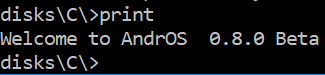 disks\C\>print
Welcome to AndrOS  0.8.0 Beta
disks\C\>